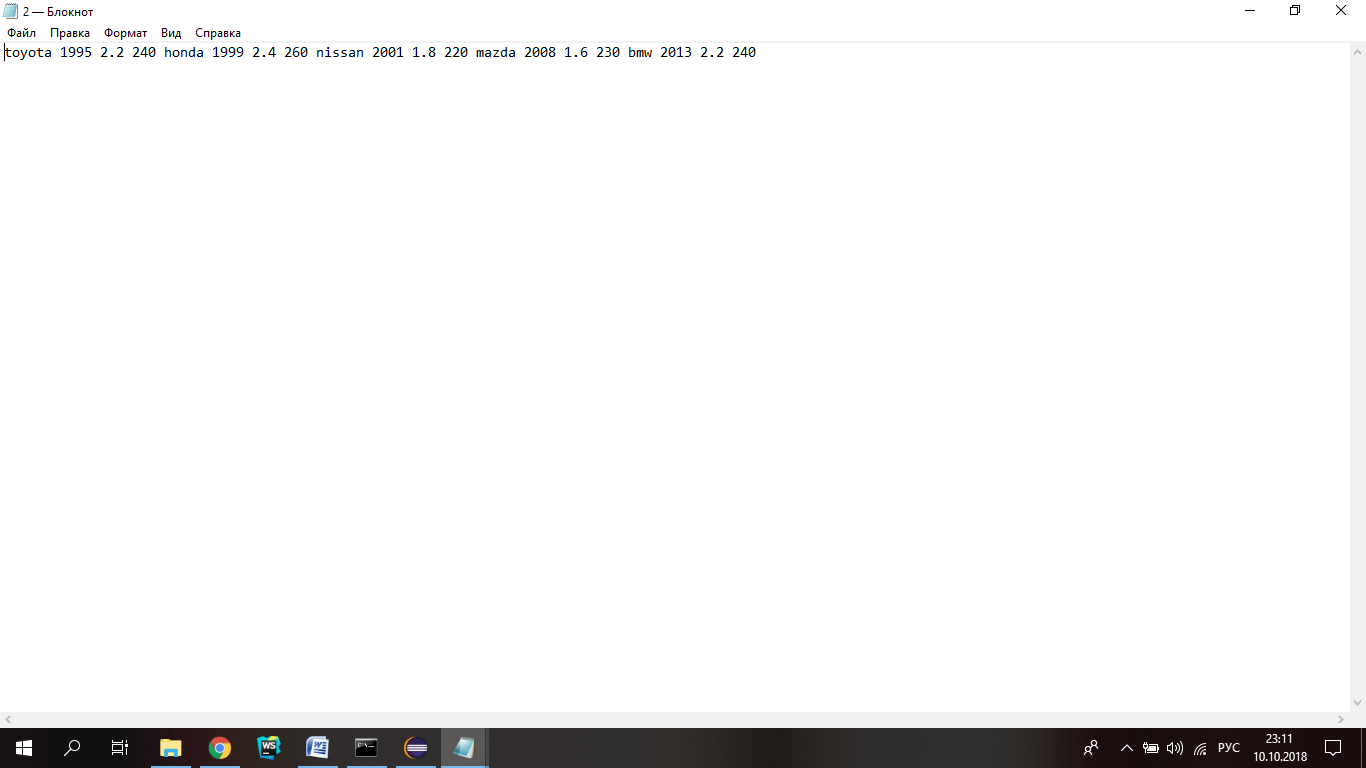 2 — Блокнот
Файл Правка Формат Вид Справка
toyota 1995 2.2 240 honda 1999 2.4 260 nissan 2001 1.8 220 mazda 2008 1.6 230 bmw 2013 2.2 240
WS
W
C:\_
РУС
23:11
10.10.2018